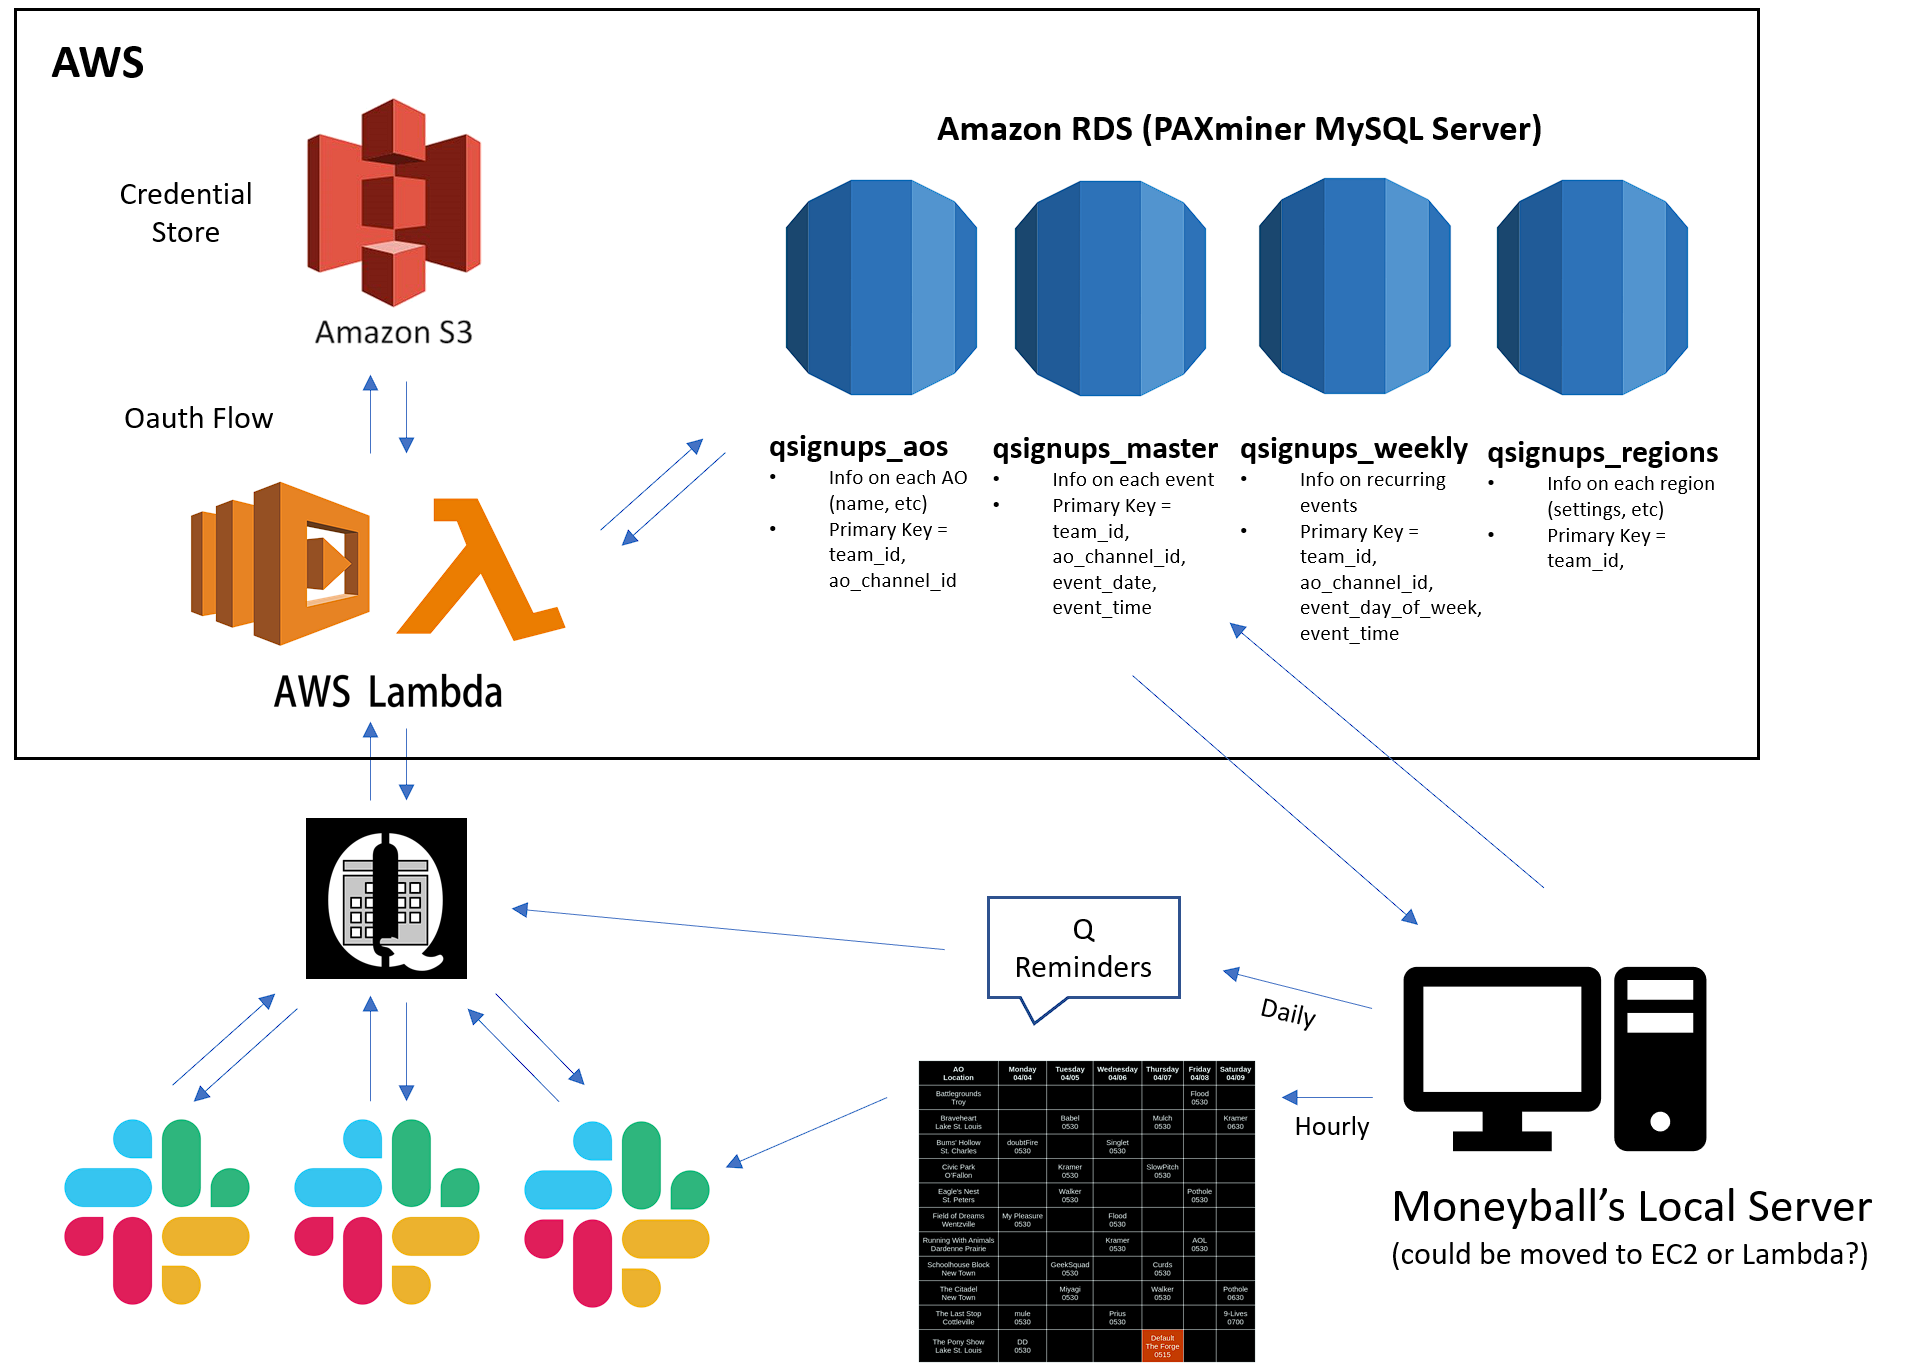 AWS
Credential
Store
Amazon S3
Oauth Flow
AWS Lambda
Amazon RDS (PAXminer MySQL Server)
qsignups_aos
• Info on each AO
(name, etc)
• Primary Key =
team_id,
ao_channel_id
qsignups_master
• Info on each event
• Primary Key =
team_id,
ao_channel_id,
event_date,
event_time
qsignups_weekly
• Info on recurring
events
• Primary Key =
team_id,
ao_channel_id,
event_day_of_week,
event_time
qsignups_regions
• Info on each region
(settings, etc)
• Primary Key =
team_id,
Q
Reminders
Daily
Hourly
Moneyball’s Local Server
(could be moved to EC2 or Lambda?)
AO Monday Tuesday Wednesday Thursday Friday Saturday
Location 04/04 04/05 04/06 04/07 04/08 04/09
Battlegrounds Flood
Troy 0530
Braveheart Babel Mulch Kramer
Lake St. Louis 0530 0530 0630
Bums' Hollow doubtFire Singlet
St. Charles 0530 0530
Civic Park Kramer SlowPitch
O'Fallon 0530 0530
Eagle's Nest Walker Pothole
St. Peters 0530 0530
Field of Dreams My Pleasure Flood
Wentzville 0530 0530
Running With Animals Kramer AOL
Dardenne Prairie 0530 0530
Schoolhouse Block GeekSquad Curds
New Town 0530 0530
The Citadel Miyagi Walker Pothole
New Town 0530 0530 0630
The Last Stop mule Prius 9-Lives
Cottleville 0530 0530 0700
The Pony Show DD Default
Lake St. Louis 0530 The Forge
0515